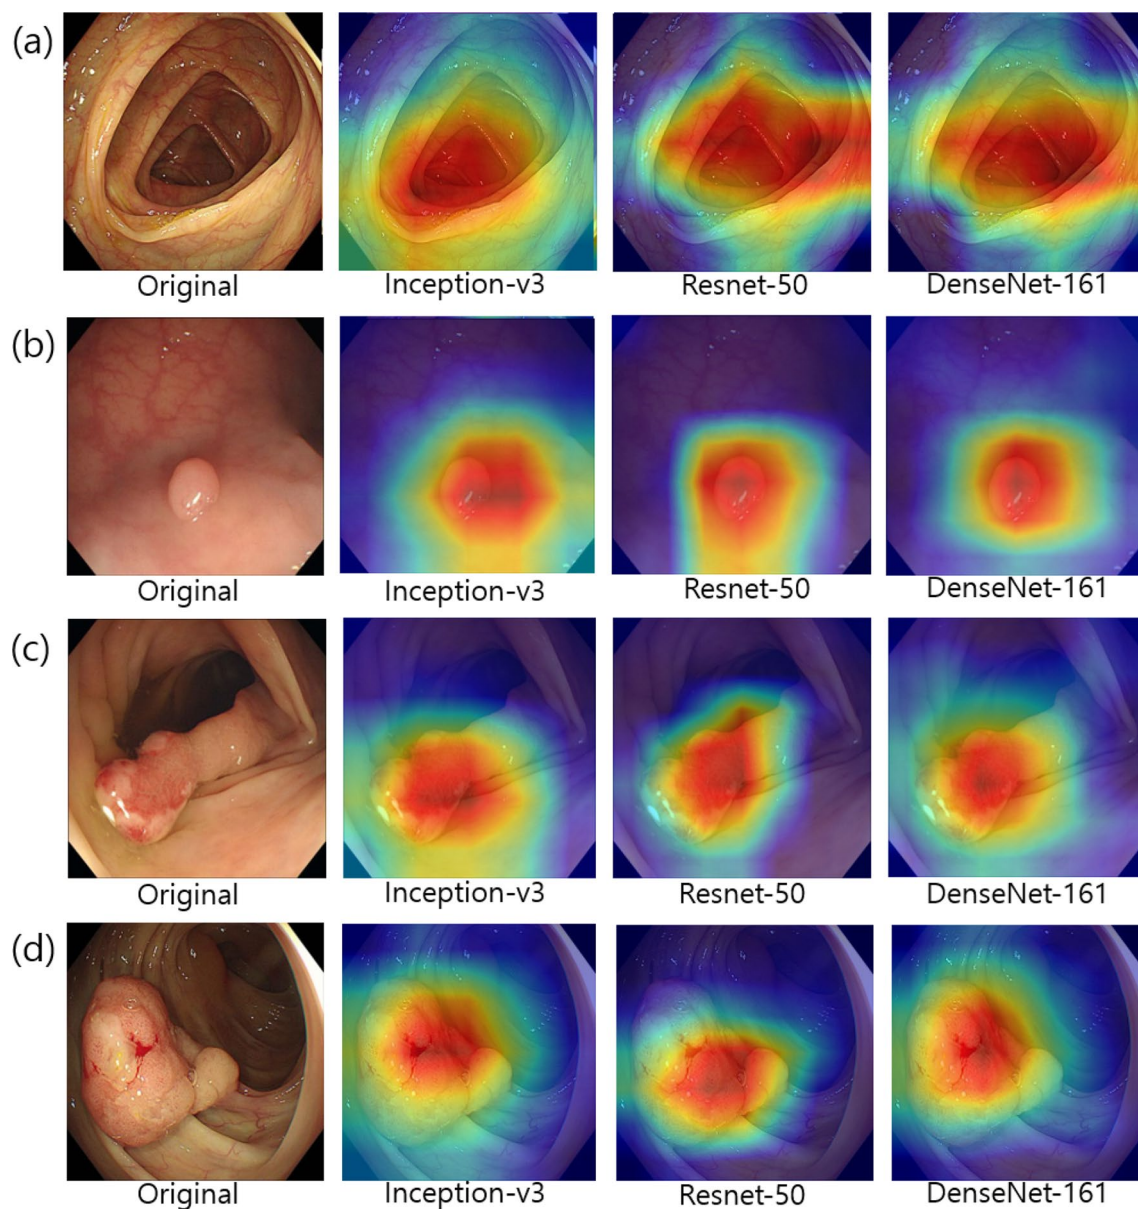 (a)
Original Inception-v3 Resnet-50 DenseNet-161
(b)
Original Inception-v3 Resnet-50 DenseNet-161
(c)
Original Inception-v3 Resnet-50 DenseNet-161
(d)
Original Inception-v3 Resnet-50 DenseNet-161